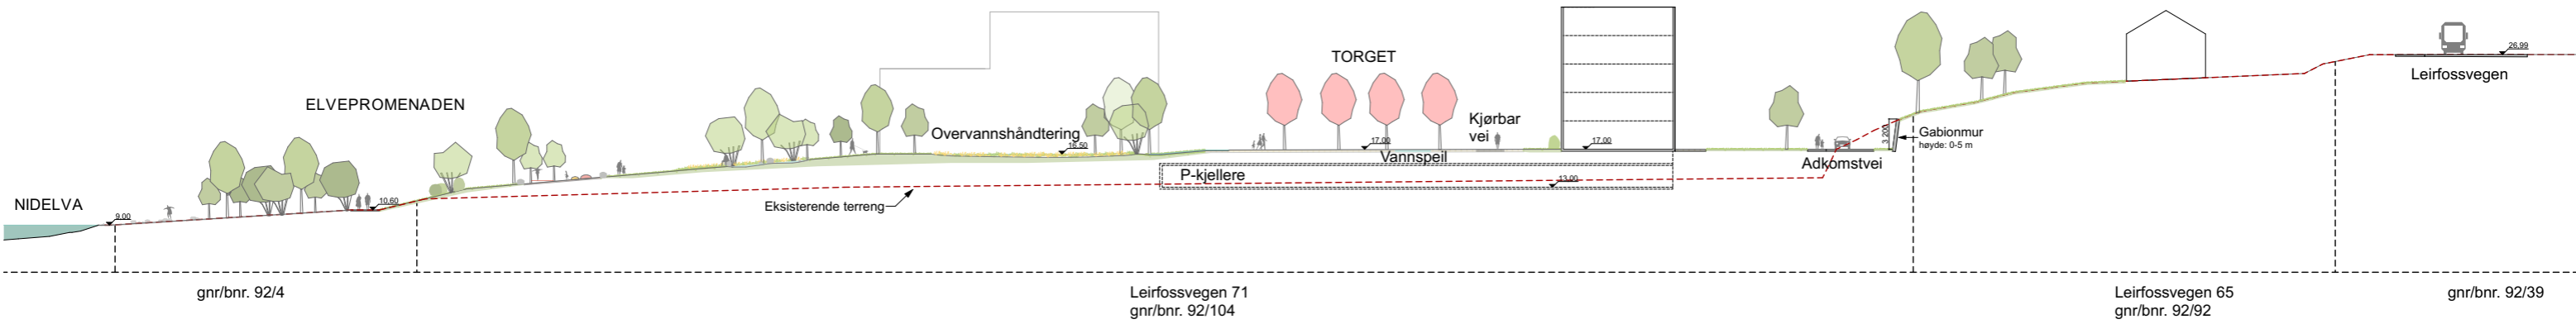 TORGET
26,99
Leirfossvegen
ELVEPROMENADEN
Overvannshåndtering
16,50
Kjørbar
vei
17,00
17,00
Vannspeil
3,200
Gabionmur
høyde: 0-5 m
Adkomstvei
P-kjellere
13,00
NIDELVA
9,00
10,60
Eksisterende terreng
gnr/bnr. 92/4
Leirfossvegen 71
gnr/bnr. 92/104
Leirfossvegen 65
gnr/bnr. 92/92
gnr/bnr. 92/39